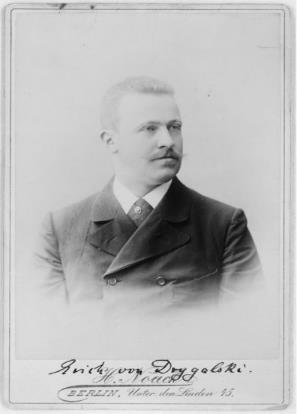 Erich von Drygalski.
H. Noack
BERLIN, Unter den Linden 45.